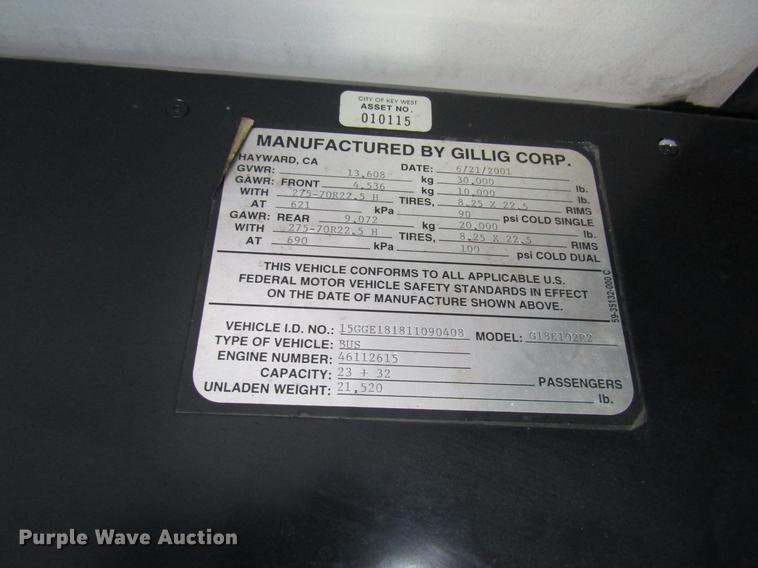 CITY OF KEY WEST
ASSET NO.
010115
MANUFACTURED BY GILLIG CORP.
HAYWARD, CA DATE: 6/21/2001
GVWR: 13,608 kg 30,000 lb.
GAWR: FRONT 4,536 kg 10,000 lb.
WITH 275-70R22.5 H TIRES, 8.25 X 22.5 RIMS
AT 621 kPa 90 psi COLD SINGLE
GAWR: REAR 9,072 kg 20,000 lb.
WITH 275-70R22.5 H TIRES, 8.25 X 22.5 RIMS
AT 690 kPa 100 psi COLD DUAL
THIS VEHICLE CONFORMS TO ALL APPLICABLE U.S.
FEDERAL MOTOR VEHICLE SAFETY STANDARDS IN EFFECT
ON THE DATE OF MANUFACTURE SHOWN ABOVE.
59-35132-000 C
VEHICLE I.D. NO.: 15GGE181811090408 MODEL: G18E102R2
TYPE OF VEHICLE: BUS
ENGINE NUMBER: 46112615
CAPACITY: 23 + 32 PASSENGERS
UNLADEN WEIGHT: 21,520 lb.
Purple Wave Auction